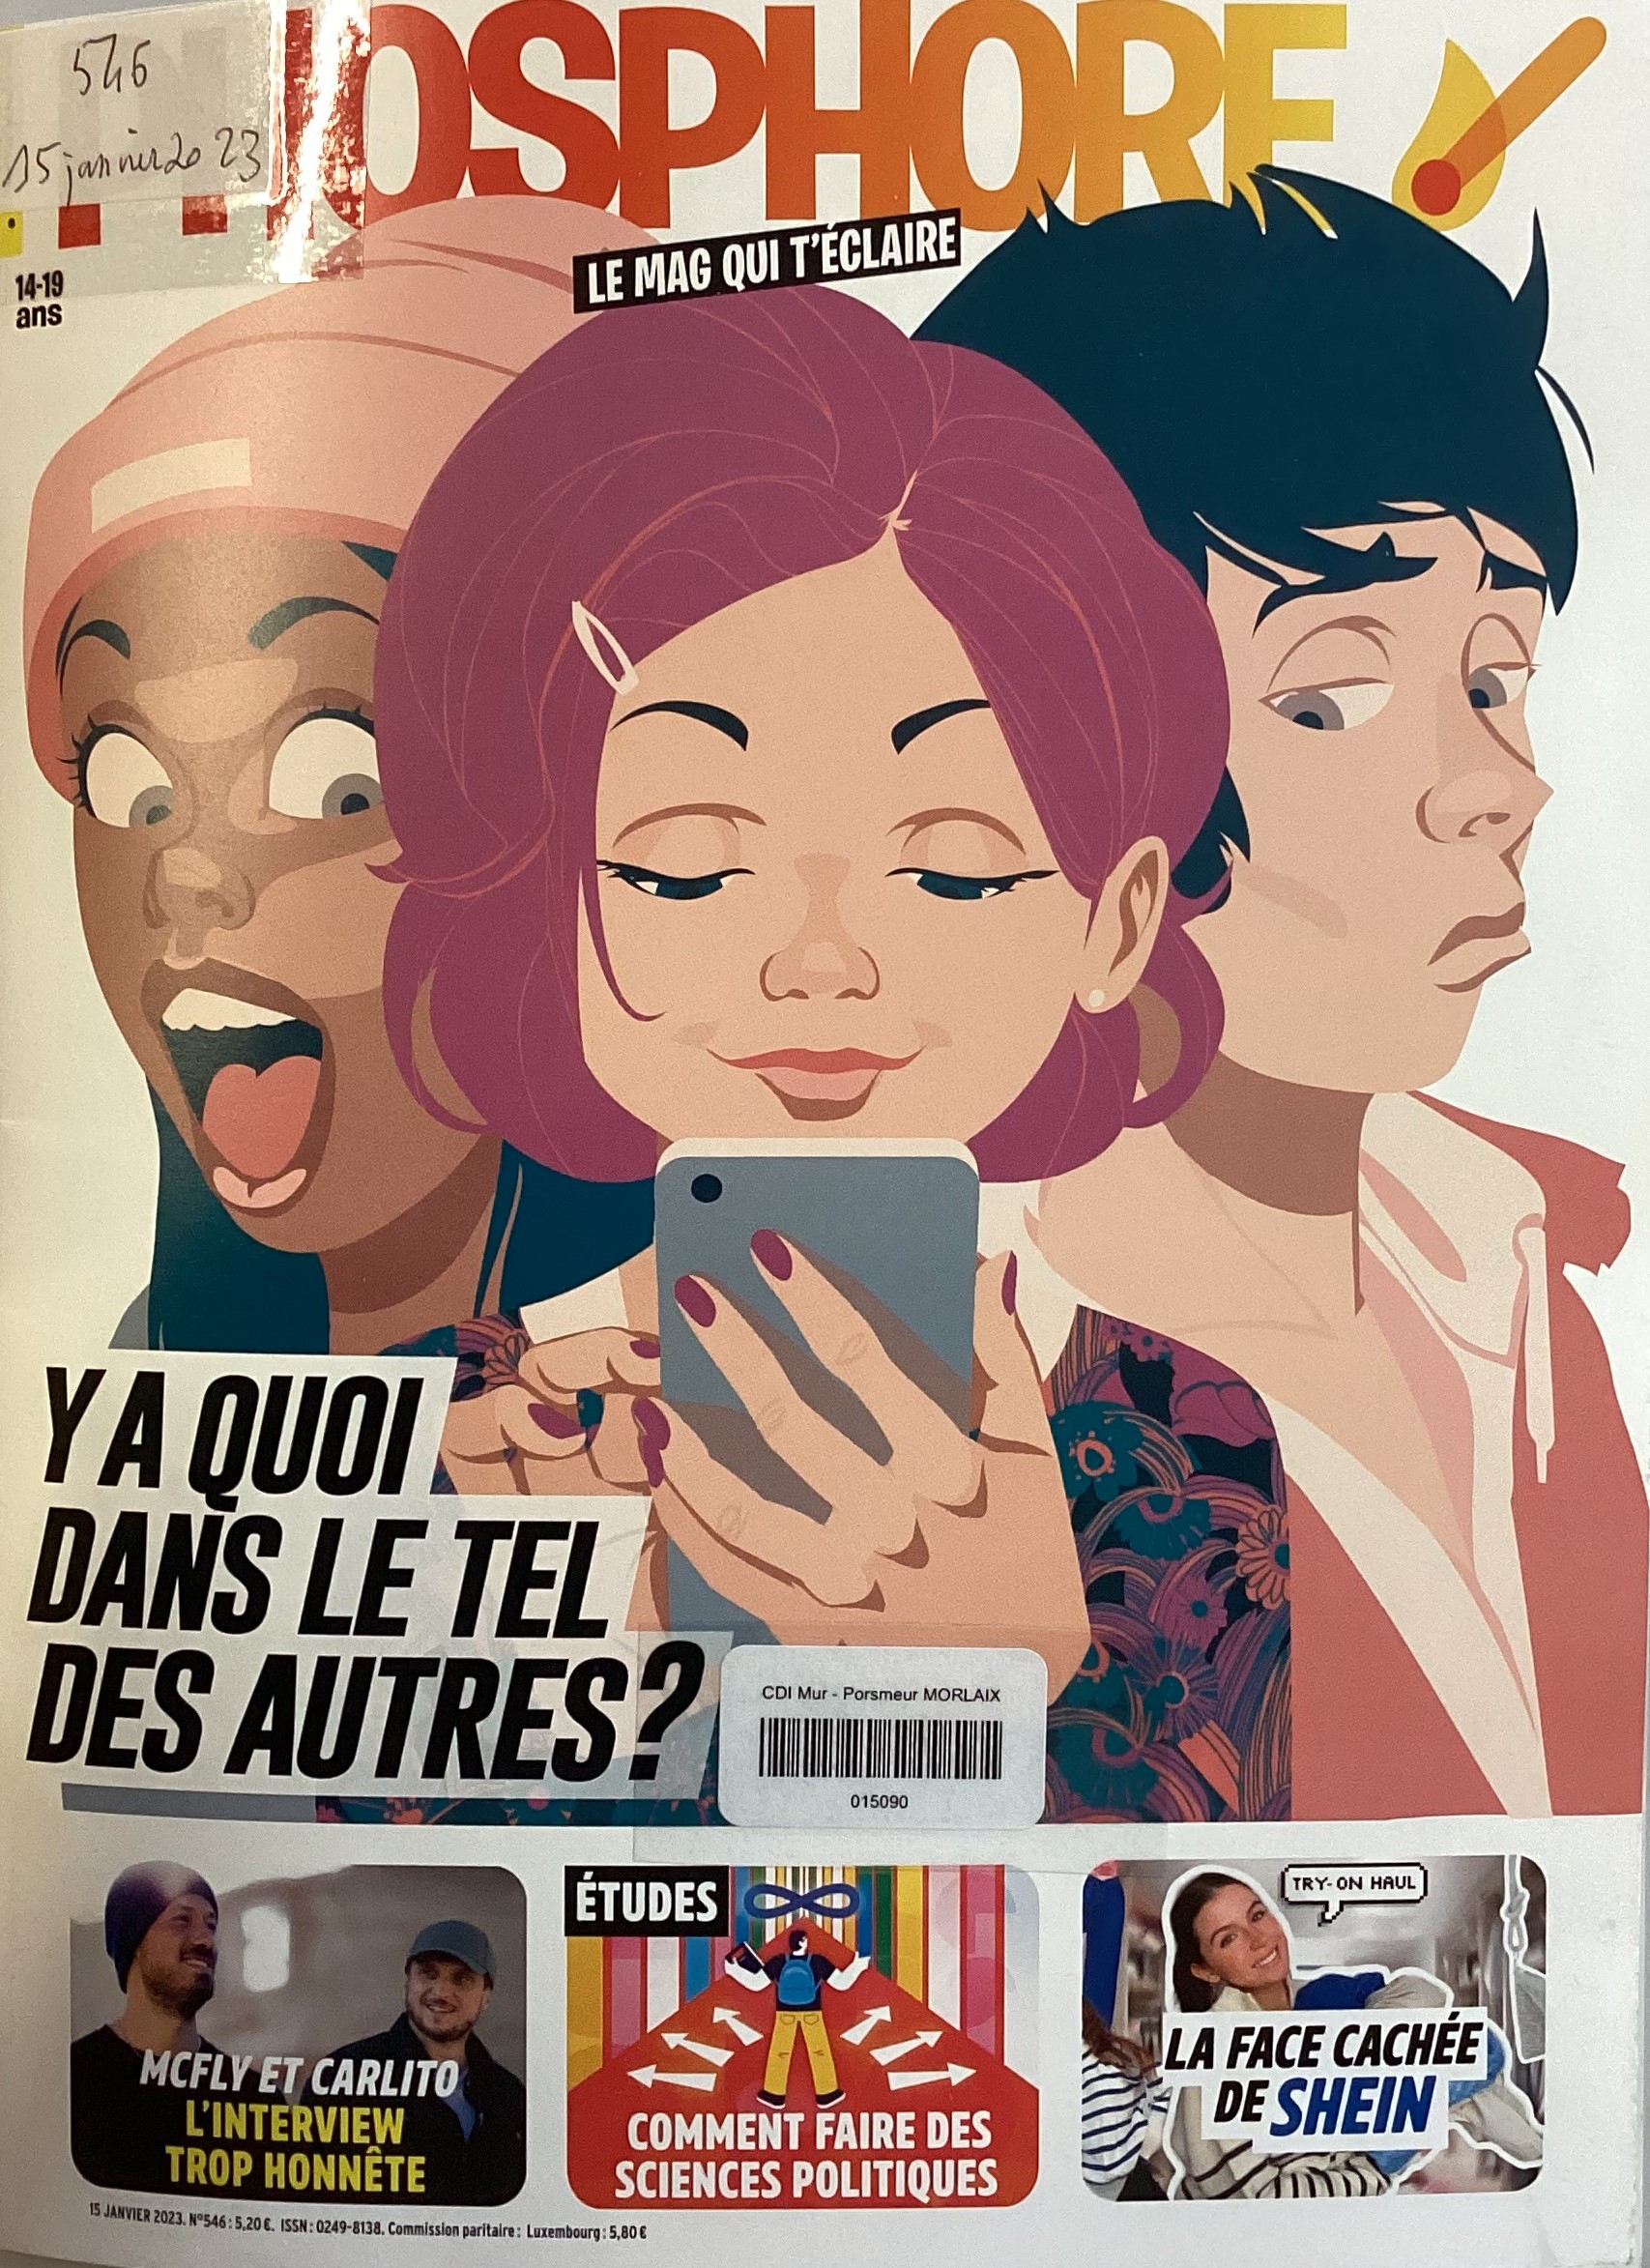 546
15 janvier 2023
PHOSPHORE
LE MAG QUI T'ÉCLAIRE
14-19
ans
Y A QUOI
DANS LE TEL
DES AUTRES?
CDI Mur - Porsmeur MORLAIX
015090
MCFLY ET CARLITO
L'INTERVIEW
TROP HONNÊTE
ÉTUDES
COMMENT FAIRE DES
SCIENCES POLITIQUES
TRY-ON HAUL
LA FACE CACHÉE
DE SHEIN
15 JANVIER 2023. N°546 : 5,20 €. ISSN : 0249-8138. Commission paritaire : Luxembourg : 5,80 €